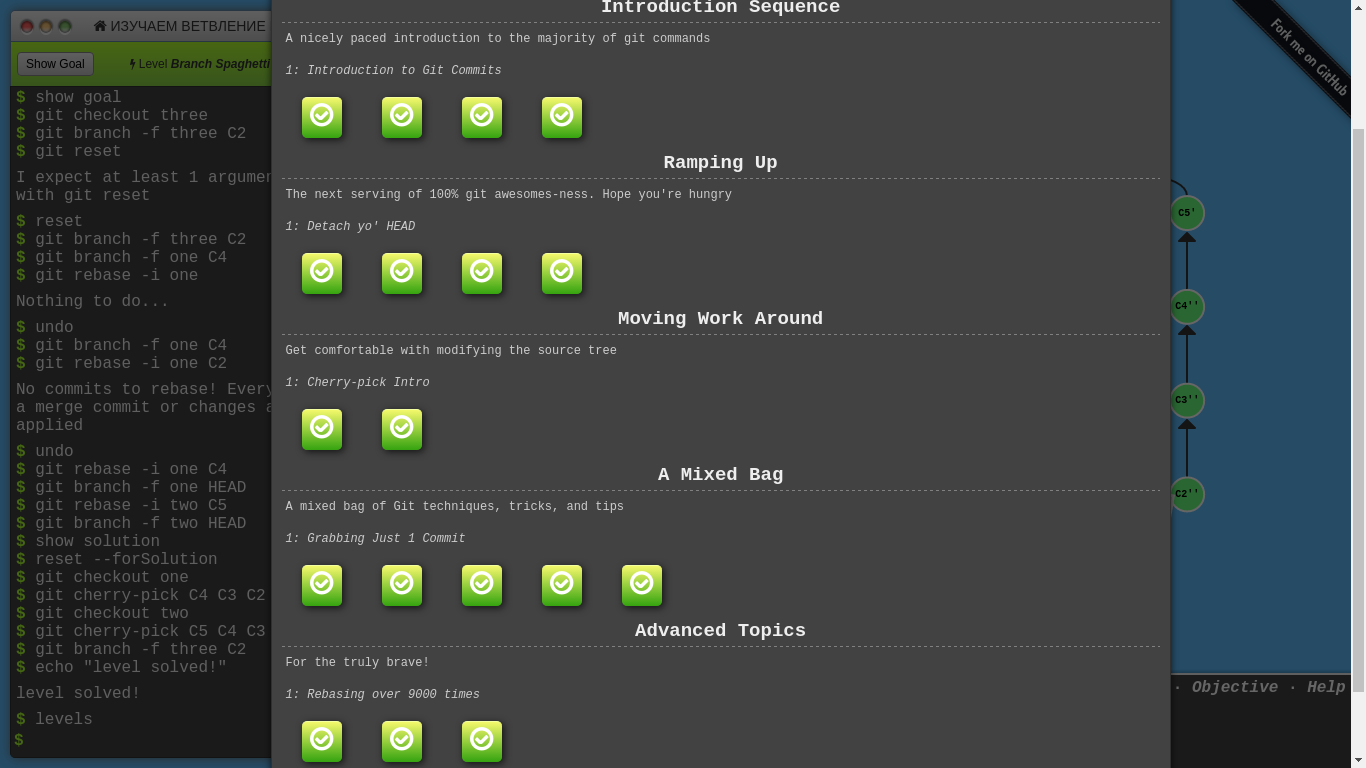 ИЗУЧАЕМ ВЕТВЛЕНИЕ
Show Goal
Level Branch Spaghetti
$ show goal
$ git checkout three
$ git branch -f three C2
$ git reset
I expect at least 1 argumen
with git reset
$ reset
$ git branch -f three C2
$ git branch -f one C4
$ git rebase -i one
Nothing to do...
$ undo
$ git branch -f one C4
$ git rebase -i one C2
No commits to rebase! Every
a merge commit or changes a
applied
$ undo
$ git rebase -i one C4
$ git branch -f one HEAD
$ git rebase -i two C5
$ git branch -f two HEAD
$ show solution
$ reset --forSolution
$ git checkout one
$ git cherry-pick C4 C3 C2
$ git checkout two
$ git cherry-pick C5 C4 C3
$ git branch -f three C2
$ echo "level solved!"
level solved!
$ levels
$
Introduction Sequence
A nicely paced introduction to the majority of git commands
1: Introduction to Git Commits
Ramping Up
The next serving of 100% git awesomes-ness. Hope you're hungry
1: Detach yo' HEAD
Moving Work Around
Get comfortable with modifying the source tree
1: Cherry-pick Intro
A Mixed Bag
A mixed bag of Git techniques, tricks, and tips
1: Grabbing Just 1 Commit
Advanced Topics
For the truly brave!
1: Rebasing over 9000 times
Fork me on GitHub
C5'
C4''
C3''
C2''
· Objective · Help